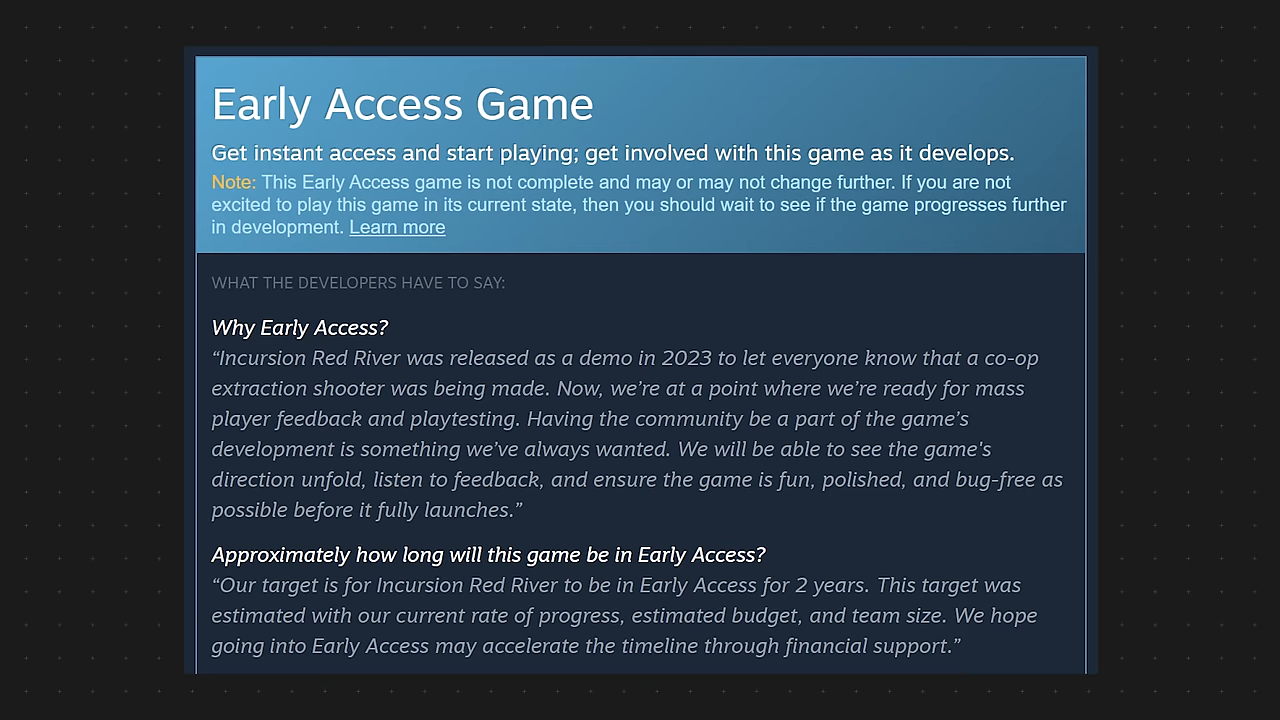 Early Access Game
Get instant access and start playing; get involved with this game as it develops.
Note: This Early Access game is not complete and may or may not change further. If you are not
excited to play this game in its current state, then you should wait to see if the game progresses further
in development. Learn more
WHAT THE DEVELOPERS HAVE TO SAY:
Why Early Access?
“Incursion Red River was released as a demo in 2023 to let everyone know that a co-op
extraction shooter was being made. Now, we’re at a point where we’re ready for mass
player feedback and playtesting. Having the community be a part of the game’s
development is something we’ve always wanted. We will be able to see the game's
direction unfold, listen to feedback, and ensure the game is fun, polished, and bug-free as
possible before it fully launches.”
Approximately how long will this game be in Early Access?
“Our target is for Incursion Red River to be in Early Access for 2 years. This target was
estimated with our current rate of progress, estimated budget, and team size. We hope
going into Early Access may accelerate the timeline through financial support.”